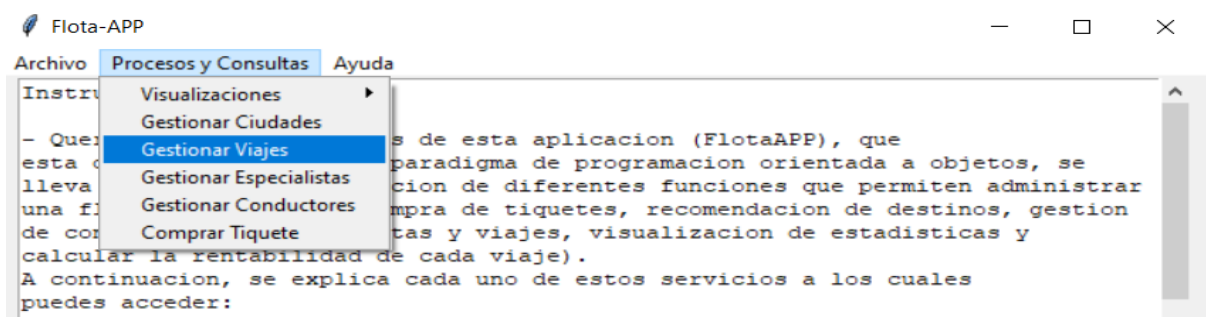 Flota-APP
Archivo Procesos y Consultas Ayuda
Visualizaciones
Gestionar Ciudades
Gestionar Viajes
Gestionar Especialistas
Gestionar Conductores
Comprar Tiquete
Instru
- Quer s de esta aplicacion (FlotaAPP), que
esta paradigma de programacion orientada a objetos, se
lleva cion de diferentes funciones que permiten administrar
una mpra de tiquetes, recomendacion de destinos, gestion
de con tas y viajes, visualizacion de estadisticas y
calcular la rentabilidad de cada viaje).
A continuacion, se explica cada uno de estos servicios a los cuales
puedes acceder: